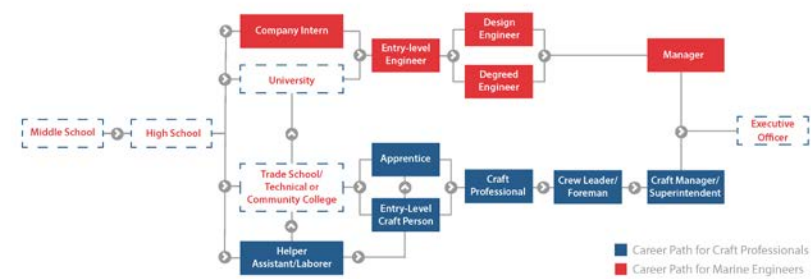 Company Intern
University
Entry-level
Engineer
Design
Engineer
Degreed
Engineer
Manager
Middle School
High School
Executive
Officer
Trade School/
Technical or
Community College
Apprentice
Entry-Level
Craft Person
Craft
Professional
Crew Leader/
Foreman
Craft Manager/
Superintendent
Helper
Assistant/Laborer
Career Path for Craft Professionals
Career Path for Marine Engineers